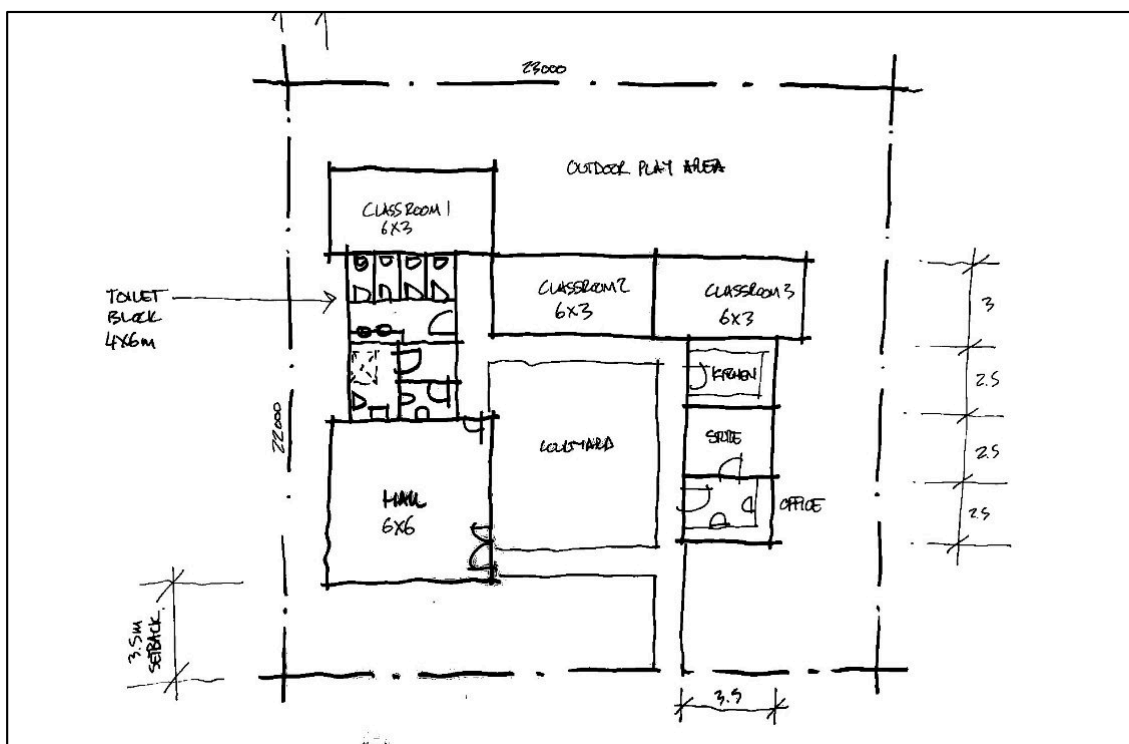 23000
OUTDOOR PLAY AREA
CLASSROOM 1
6X3
CLASSROOM 2
6X3
CLASSROOM 3
6X3
TOILET
BLOCK
4X6m
3
KITCHEN
2.5
22000
COURTYARD
STORE
2.5
HALL
6X6
OFFICE
2.5
3.5m
SETBACK
3.5